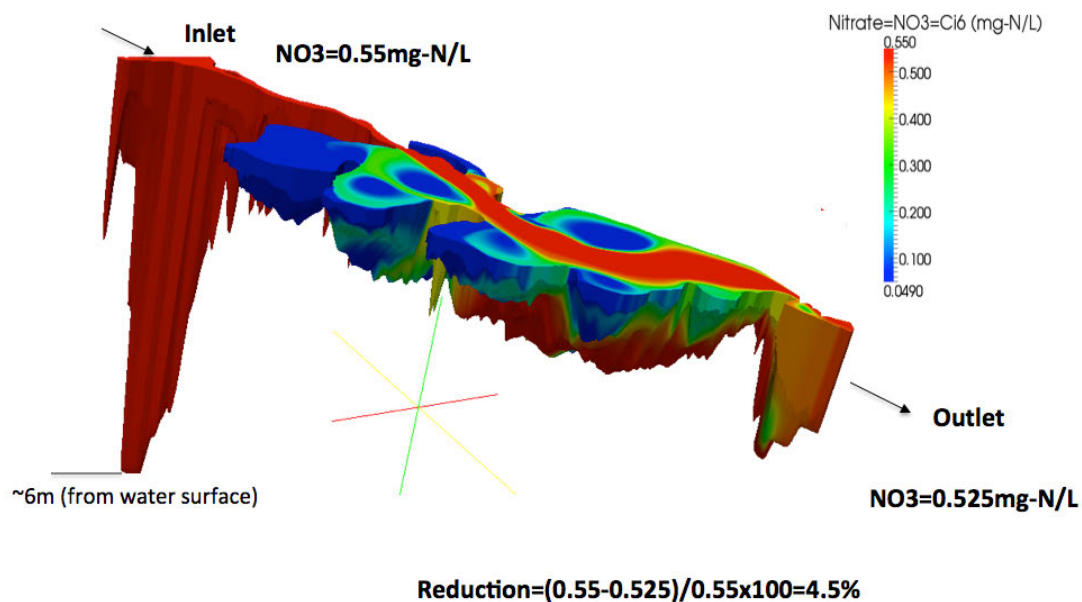 Inlet
NO3=0.55mg-N/L
Nitrate=NO3=Ci6 (mg-N/L)
0.550
0.500
0.400
0.300
0.200
0.100
0.0490
Outlet
~6m (from water surface)
NO3=0.525mg-N/L
Reduction=(0.55-0.525)/0.55x100=4.5%